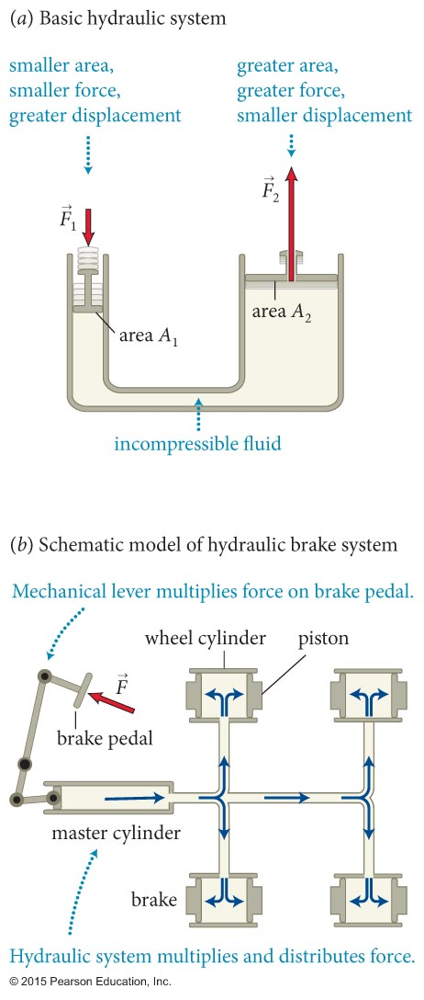 (a) Basic hydraulic system
smaller area,
smaller force,
greater displacement
greater area,
greater force,
smaller displacement
F⃗₁
F⃗₂
area A₁
area A₂
incompressible fluid
(b) Schematic model of hydraulic brake system
Mechanical lever multiplies force on brake pedal.
wheel cylinder
piston
F⃗
brake pedal
master cylinder
brake
Hydraulic system multiplies and distributes force.
© 2015 Pearson Education, Inc.